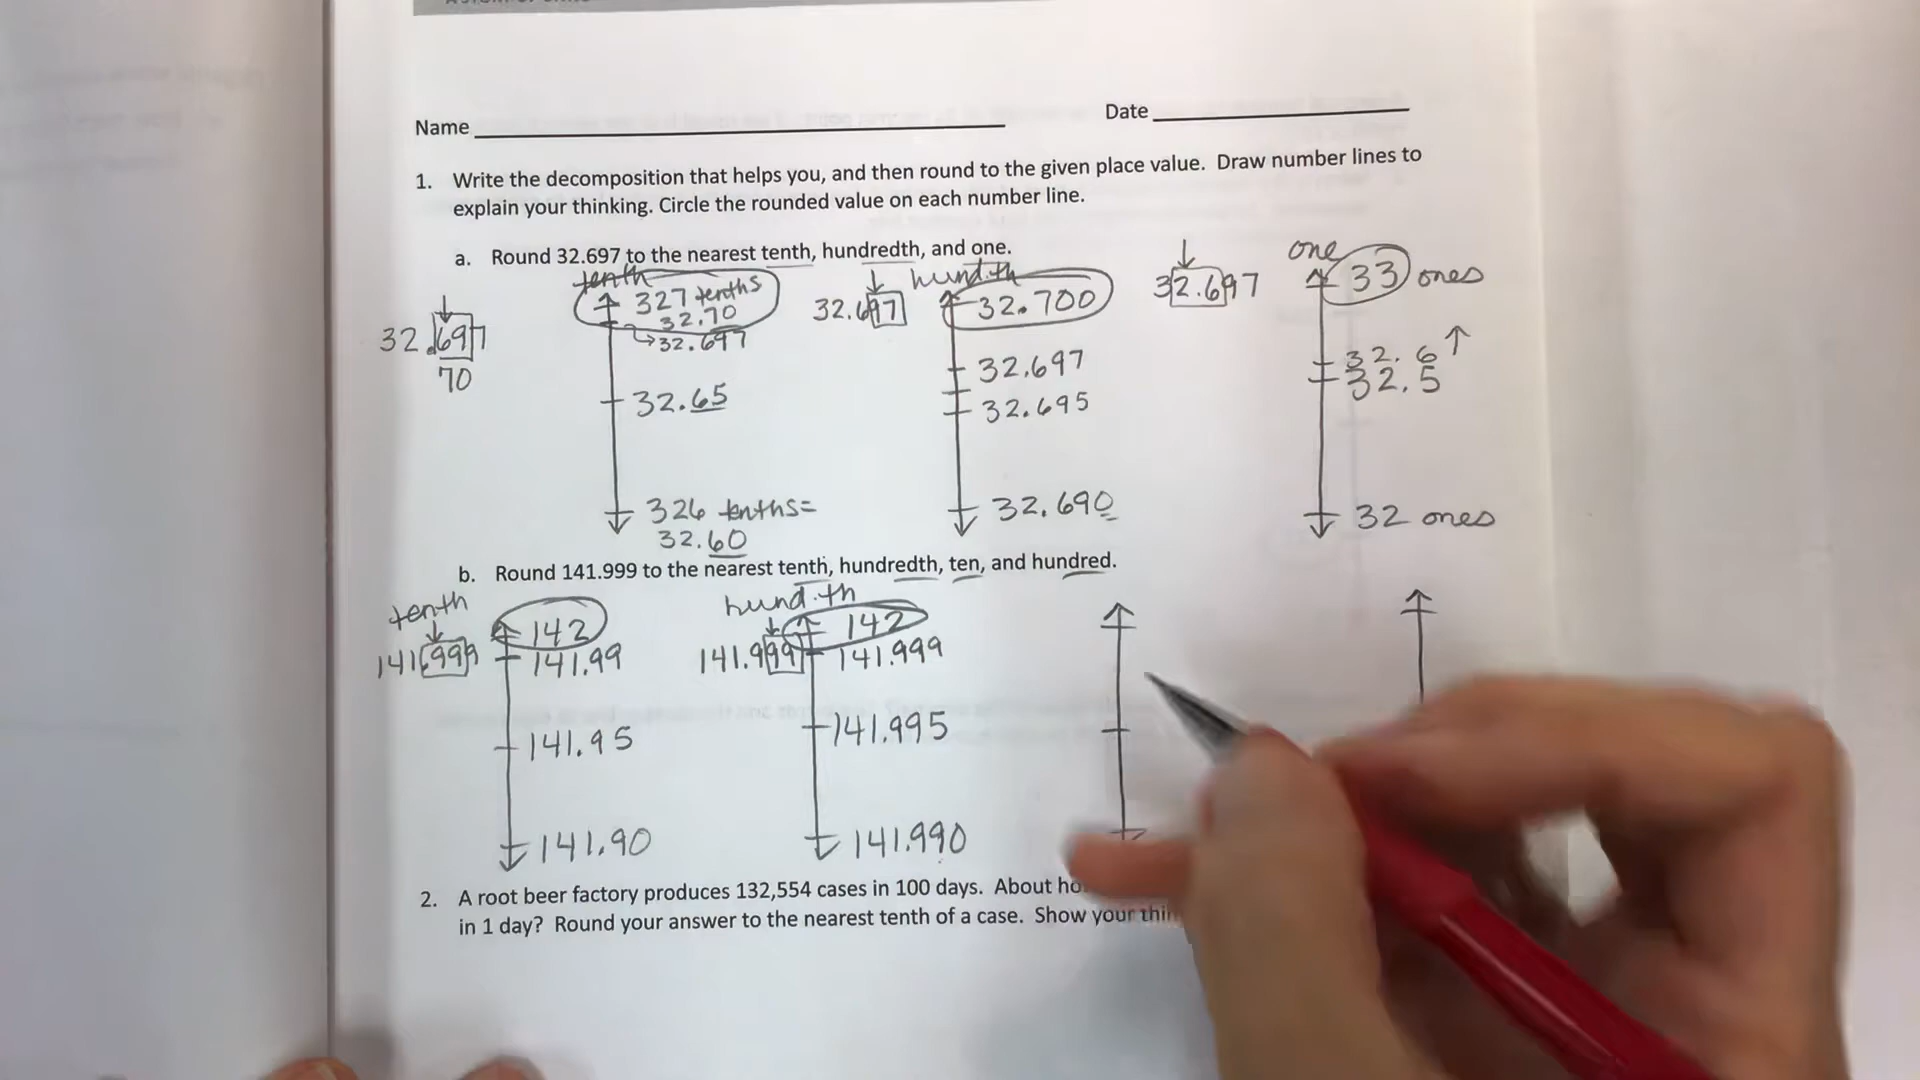 Name Date
1. Write the decomposition that helps you, and then round to the given place value. Draw number lines to
explain your thinking. Circle the rounded value on each number line.
a. Round 32.697 to the nearest tenth, hundredth, and one.
32.697
70
tenth
327 tenths
32.70
32.697
32.65
326 tenths=
32.60
32.697
hund.th
32.700
32.697
32.695
32.690
32.697
one
33 ones
32.6
32.5
32 ones
b. Round 141.999 to the nearest tenth, hundredth, ten, and hundred.
tenth
141.999
142
141.99
141.95
141.90
hund.th
141.999
142
141.999
141.995
141.990
2. A root beer factory produces 132,554 cases in 100 days. About
in 1 day? Round your answer to the nearest tenth of a case. Show your